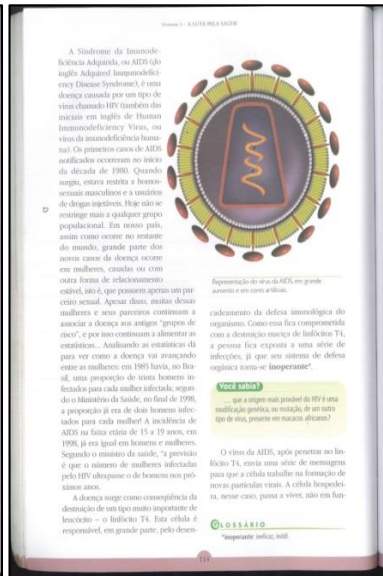 Unidade 3 – A LUTA PELA SAÚDE
A Síndrome da Imunode-
ficiência Adquirida, ou AIDS (do
inglês Adquired Immunodefici-
ency Disease Syndrome), é uma
doença causada por um tipo de
vírus chamado HIV (também das
iniciais em inglês de Human
Immunodeficiency Virus, ou
vírus da imunodeficiência huma-
na). Os primeiros casos de AIDS
notificados ocorreram no início
da década de 1980. Quando
surgiu, estava restrita a homos-
sexuais masculinos e a usuários
de drogas injetáveis. Hoje não se
restringe mais a qualquer grupo
populacional. Em nosso país,
assim como ocorre no restante
do mundo, grande parte dos
novos casos da doença ocorre
em mulheres, casadas ou com
outra forma de relacionamento
estável, isto é, que possuem apenas um par-
ceiro sexual. Apesar disso, muitas dessas
mulheres e seus parceiros continuam a
associar a doença aos antigos "grupos de
risco", e por isso continuam a alimentar as
estatísticas... Analisando as estatísticas dá
para ver como a doença vai avançando
entre as mulheres: em 1985 havia, no Bra-
sil, uma proporção de trinta homens in-
fectados para cada mulher infectada; segun-
do o Ministério da Saúde, no final de 1998,
a proporção já era de dois homens infec-
tados para cada mulher! A incidência de
AIDS na faixa etária de 15 a 19 anos, em
1998, já era igual em homens e mulheres.
Segundo o ministro da saúde, "a previsão
é que o número de mulheres infectadas
pelo HIV ultrapasse o de homens nos pró-
ximos anos.
A doença surge como conseqüência da
destruição de um tipo muito importante de
leucócito – o linfócito T4. Esta célula é
responsável, em grande parte, pelo desen-
Representação do vírus da AIDS, em grande
aumento e em cores artificiais.
cadeamento da defesa imunológica do
organismo. Como essa fica comprometida
com a destruição maciça de linfócitos T4,
a pessoa fica exposta a uma série de
infecções, já que seu sistema de defesa
orgânica torna-se inoperante*.
Você sabia?
... que a origem mais provável do HIV é uma
modificação genética, ou mutação, de um outro
tipo de vírus, presente em macacos africanos?
O vírus da AIDS, após penetrar no lin-
fócito T4, envia uma série de mensagens
para que a célula trabalhe na formação de
novas partículas virais. A célula hospedei-
ra, nesse caso, passa a viver, não em fun-
GLOSSÁRIO
*inoperante: ineficaz, inútil.
114